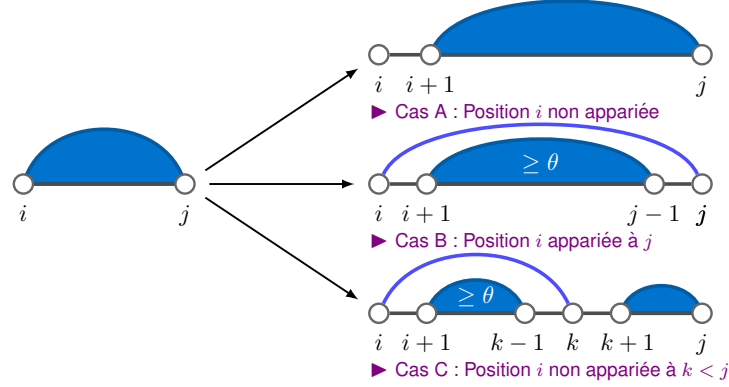 i i + 1 j
► Cas A : Position i non appariée
≥ θ
i j
i i + 1 j − 1 j
► Cas B : Position i appariée à j
≥ θ
i i + 1 k − 1 k k + 1 j
► Cas C : Position i non appariée à k < j